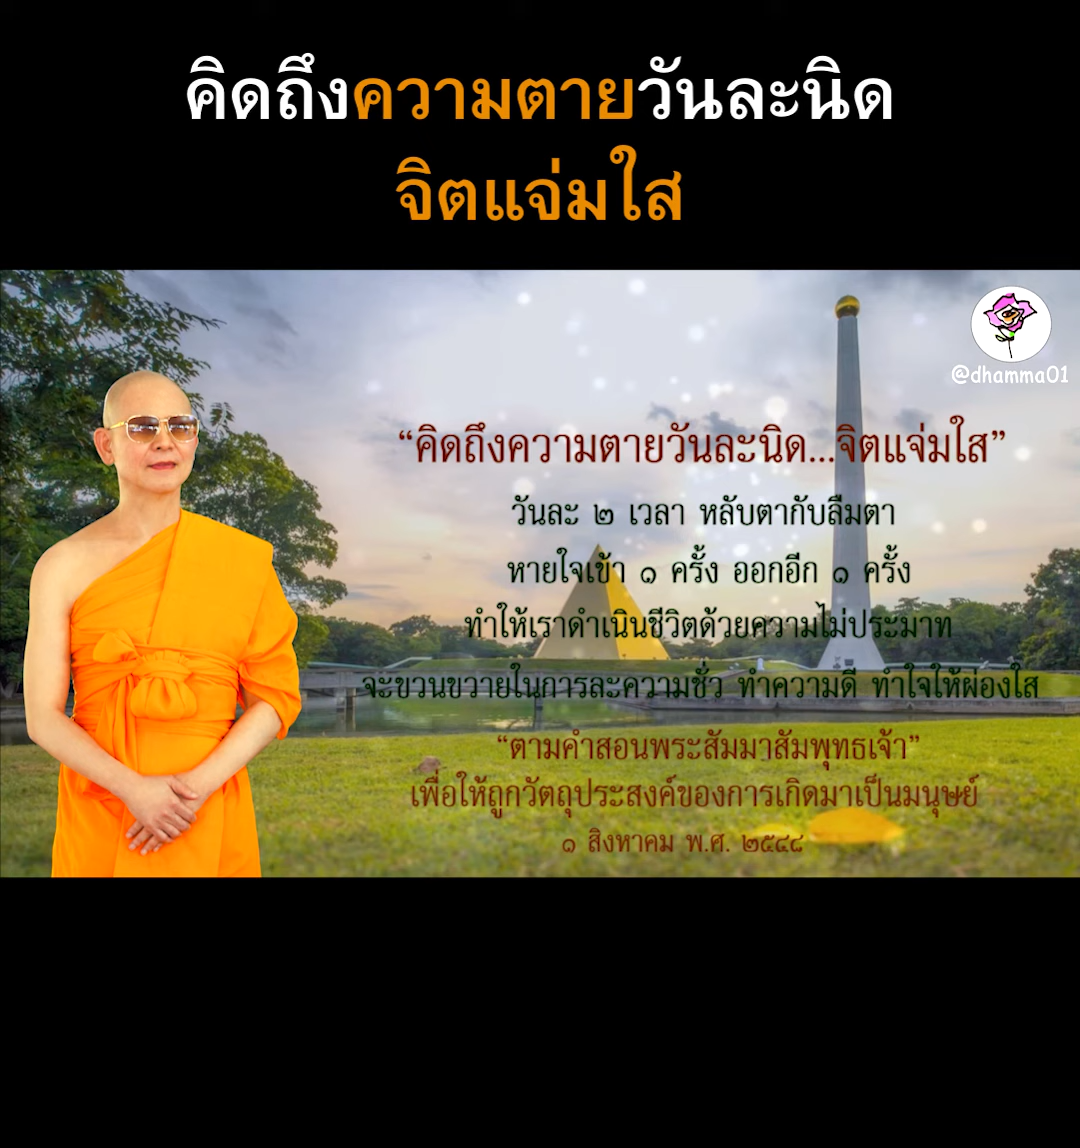 คิดถึงความตายวันละนิด
จิตแจ่มใส
@dhamma01
“คิดถึงความตายวันละนิด...จิตแจ่มใส”
วันละ ๒ เวลา หลับตากับลืมตา
หายใจเข้า ๑ ครั้ง ออกอีก ๑ ครั้ง
ทำให้เราดำเนินชีวิตด้วยความไม่ประมาท
จะขวนขวายในการละความชั่ว ทำความดี ทำใจให้ผ่องใส
“ตามคำสอนพระสัมมาสัมพุทธเจ้า”
เพื่อให้ถูกวัตถุประสงค์ของการเกิดมาเป็นมนุษย์
๑ สิงหาคม พ.ศ. ๒๕๔๘